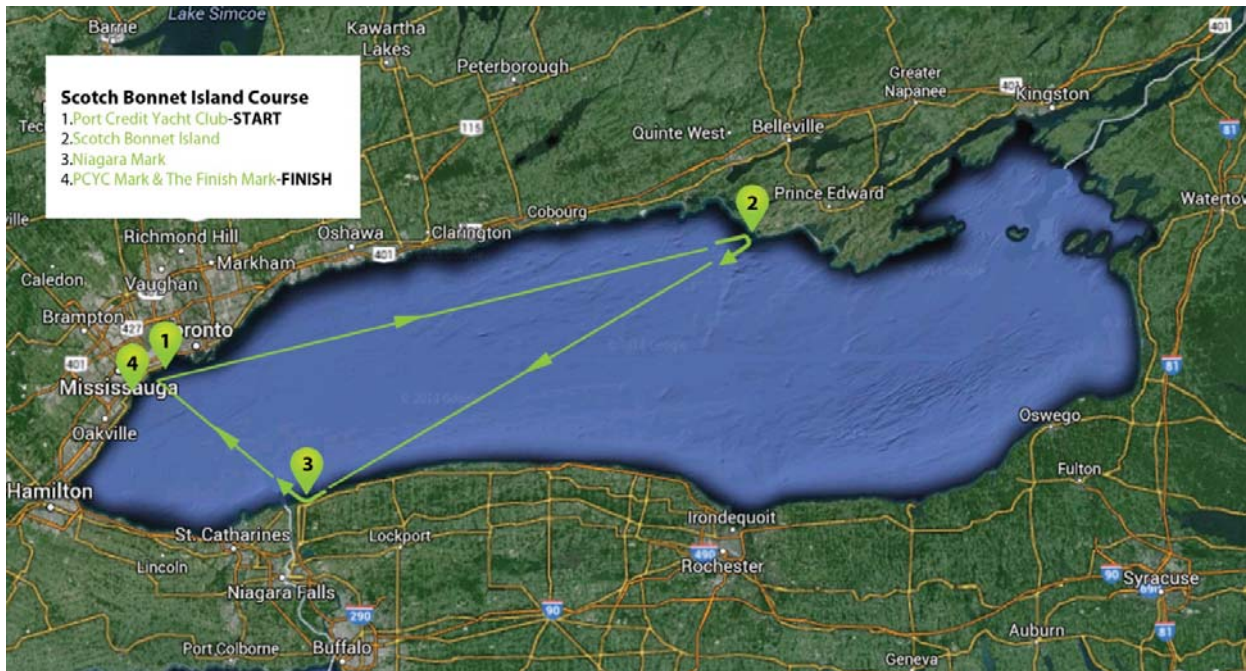 Lake Simcoe
Barrie
Kawartha
Lakes
Peterborough
401
Greater
Napanee
401
Kingston
Scotch Bonnet Island Course
1.Port Credit Yacht Club-START
2.Scotch Bonnet Island
3.Niagara Mark
4.PCYC Mark & The Finish Mark-FINISH
115
Quinte West
Belleville
81
Prince Edward
2
Watertow
ville
Cobourg
Clarington
Oshawa
401
Richmond Hill
Markham
Caledon
Vaughan
Brampton
427
oronto
1
401
4
Mississauga
81
Oakville
Oswego
3
Fulton
Hamilton
Irondequoit
St. Catharines
Lockport
490
Rochester
Lincoln
Niagara Falls
90
Syracuse
90
290
Auburn
81
Port Colborne
Buffalo
Geneva